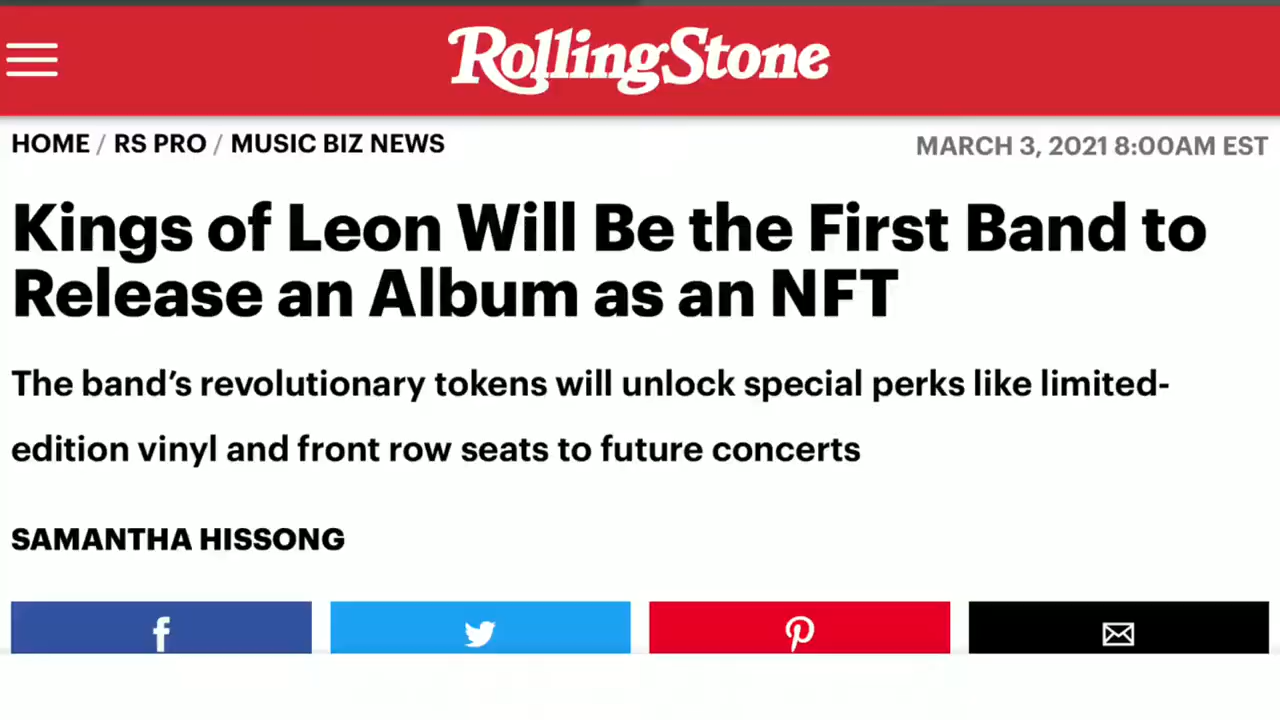 RollingStone
HOME / RS PRO / MUSIC BIZ NEWS
MARCH 3, 2021 8:00AM EST
Kings of Leon Will Be the First Band to
Release an Album as an NFT
The band's revolutionary tokens will unlock special perks like limited-
edition vinyl and front row seats to future concerts
SAMANTHA HISSONG